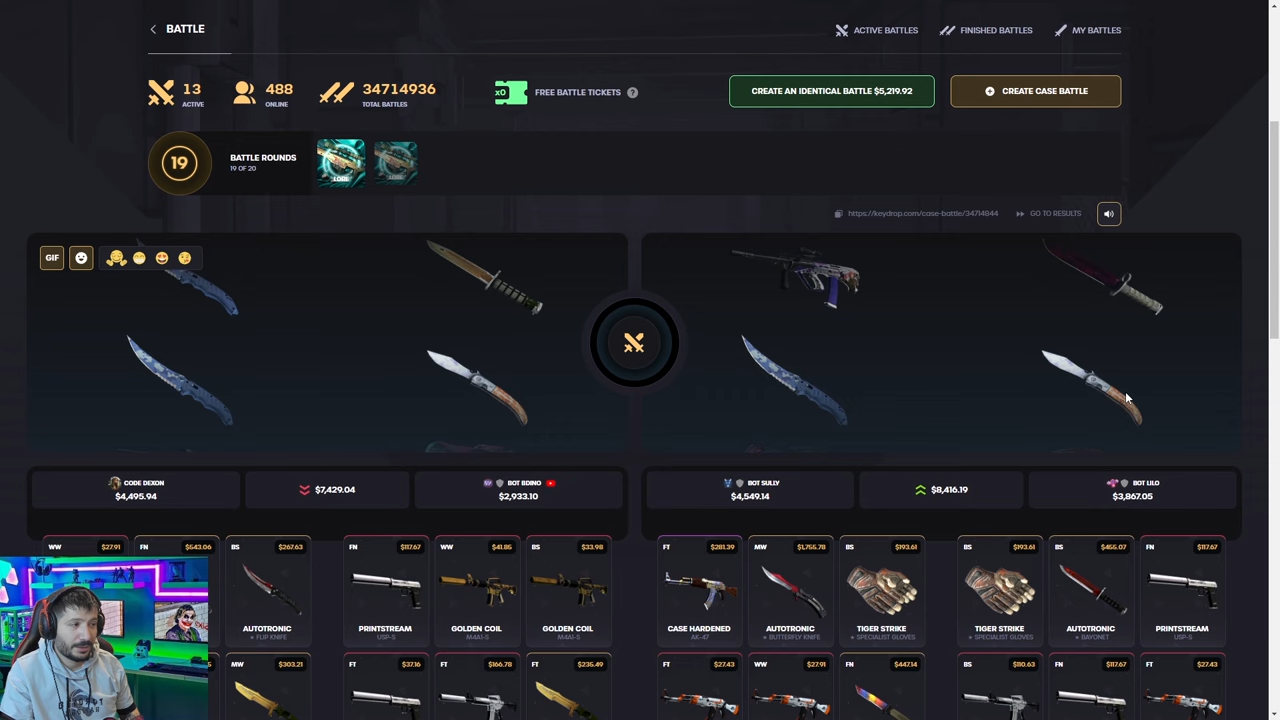 BATTLE
ACTIVE BATTLES
FINISHED BATTLES
MY BATTLES
13
ACTIVE
488
ONLINE
34714936
TOTAL BATTLES
x0
FREE BATTLE TICKETS ?
CREATE AN IDENTICAL BATTLE $5,219.92
CREATE CASE BATTLE
19
BATTLE ROUNDS
19 OF 20
LORE
https://keydrop.com/case-battle/34714844
GO TO RESULTS
GIF
CODE DEXON
$4,495.94
$7,429.04
BOT BDINO
$2,933.10
BOT SULLY
$4,549.14
$8,416.19
BOT LILO
$3,867.05
WW $27.91
FN $543.06
BS $267.63
AUTOTRONIC
★ FLIP KNIFE
FN $117.67
PRINTSTREAM
USP-S
WW $41.85
GOLDEN COIL
M4A1-S
BS $33.98
GOLDEN COIL
M4A1-S
FT $281.39
CASE HARDENED
AK-47
MW $1,755.78
AUTOTRONIC
★ BUTTERFLY KNIFE
BS $193.61
TIGER STRIKE
★ SPECIALIST GLOVES
BS $193.61
TIGER STRIKE
★ SPECIALIST GLOVES
BS $455.07
AUTOTRONIC
★ BAYONET
FN $117.67
PRINTSTREAM
USP-S
MW $303.21
FT $37.16
FT $166.78
FT $235.49
FT $27.43
WW $27.91
FN $447.14
BS $110.63
FN $117.67
FT $27.43